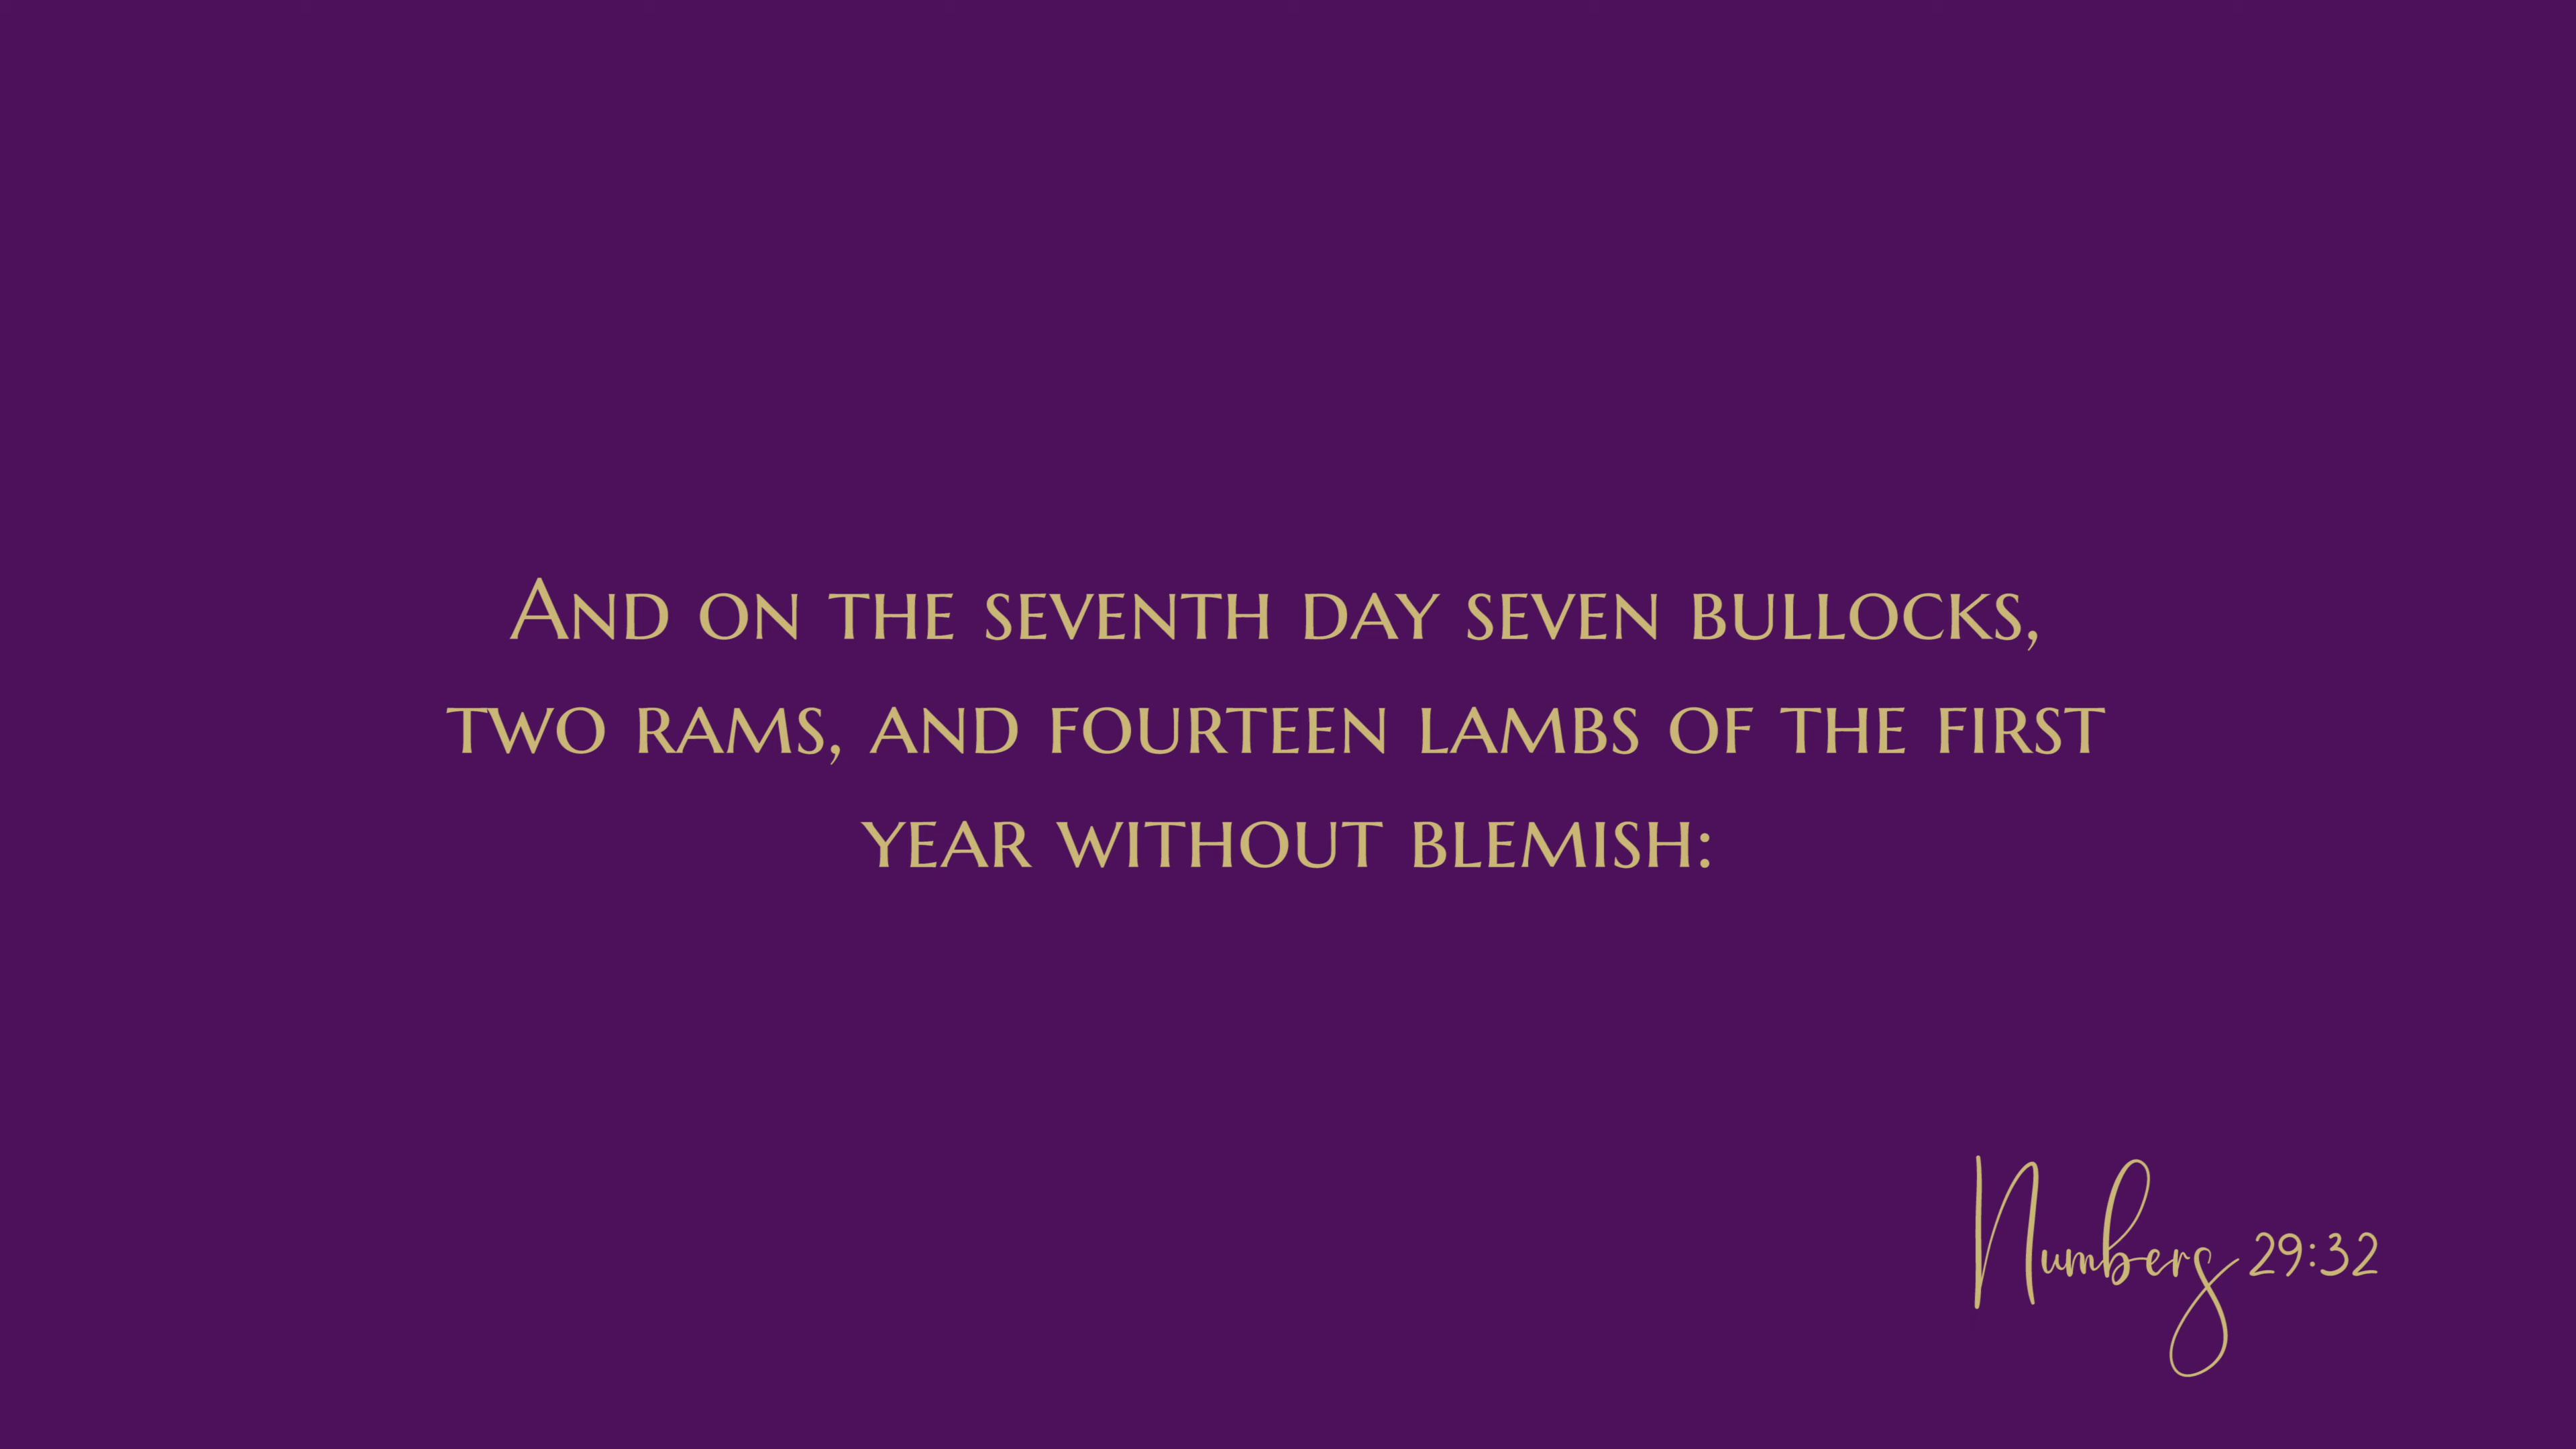 And on the seventh day seven bullocks,
two rams, and fourteen lambs of the first
year without blemish:
Numbers 29:32